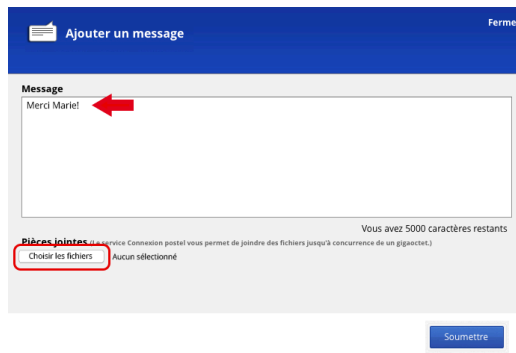 Ajouter un message
Ferme
Message
Merci Marie!
Vous avez 5000 caractères restants
Pièces jointes (Le service Connexion postel vous permet de joindre des fichiers jusqu'à concurrence de un gigaoctet.)
Choisir les fichiers Aucun sélectionné
Soumettre